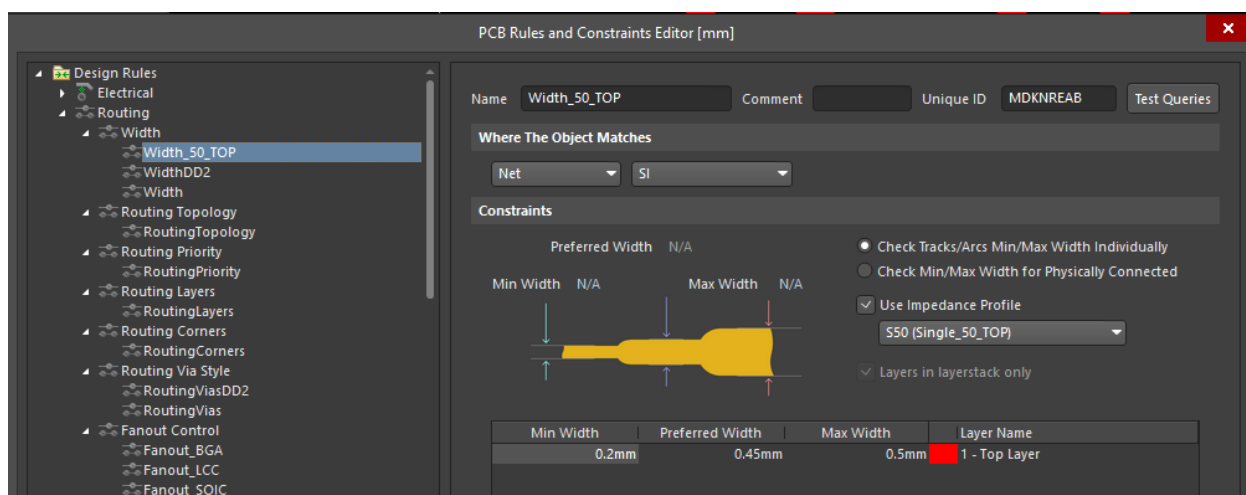 PCB Rules and Constraints Editor [mm]
Design Rules
Electrical
Routing
Width
Width_50_TOP
WidthDD2
Width
Routing Topology
RoutingTopology
Routing Priority
RoutingPriority
Routing Layers
RoutingLayers
Routing Corners
RoutingCorners
Routing Via Style
RoutingViasDD2
RoutingVias
Fanout Control
Fanout_BGA
Fanout_LCC
Fanout_SOIC
Name Width_50_TOP Comment Unique ID MDKNREAB Test Queries
Where The Object Matches
Net SI
Constraints
Preferred Width N/A
Min Width N/A Max Width N/A
Check Tracks/Arcs Min/Max Width Individually
Check Min/Max Width for Physically Connected
Use Impedance Profile
S50 (Single_50_TOP)
Layers in layerstack only
Min Width Preferred Width Max Width Layer Name
0.2mm 0.45mm 0.5mm 1 - Top Layer